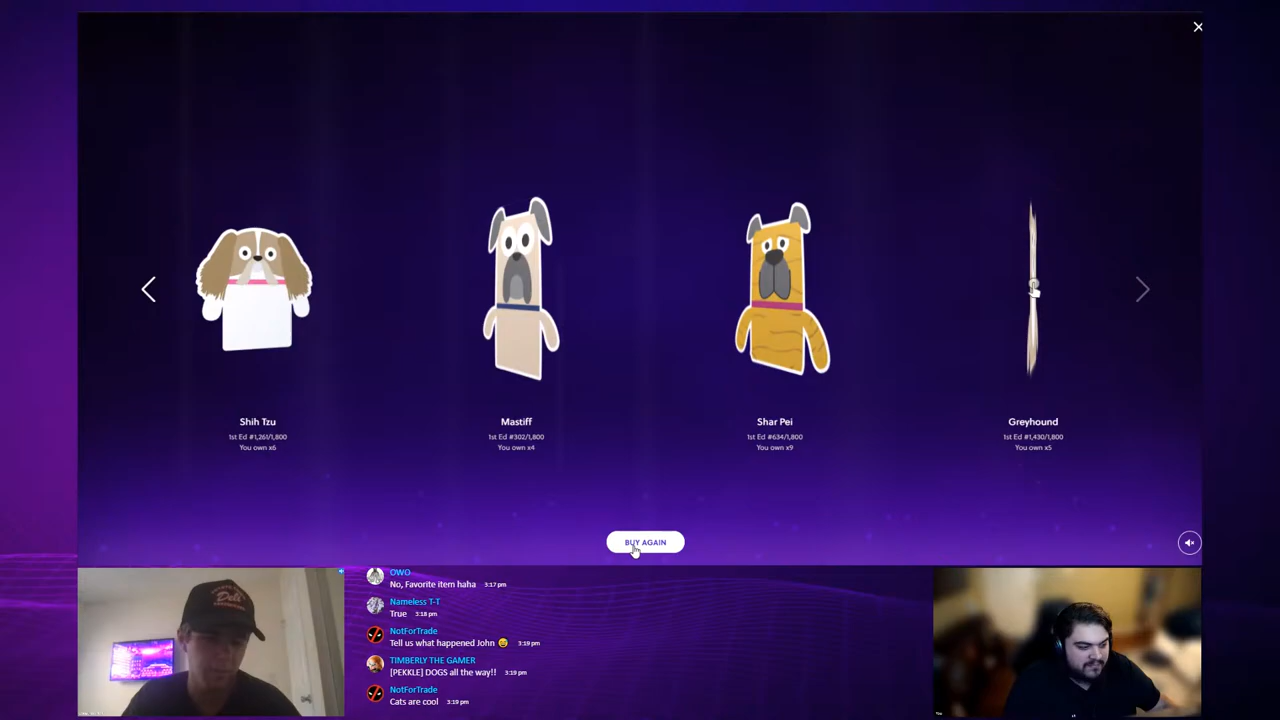 Shih Tzu
1st Ed #1,261/1,800
You own x6
Mastiff
1st Ed #302/1,800
You own x4
Shar Pei
1st Ed #634/1,800
You own x9
Greyhound
1st Ed #1,430/1,800
You own x5
BUY AGAIN
OWO
No, Favorite item haha 3:17 pm
Nameless T-T
True 3:18 pm
NotForTrade
Tell us what happened John 😅 3:19 pm
TIMBERLY THE GAMER
[PEKKLE] DOGS all the way!! 3:19 pm
NotForTrade
Cats are cool 3:19 pm
Deli